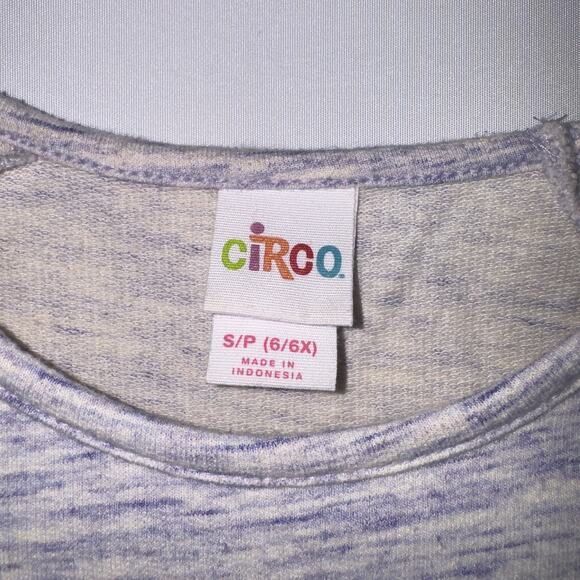 CiRCO
S/P (6/6X)
MADE IN
INDONESIA